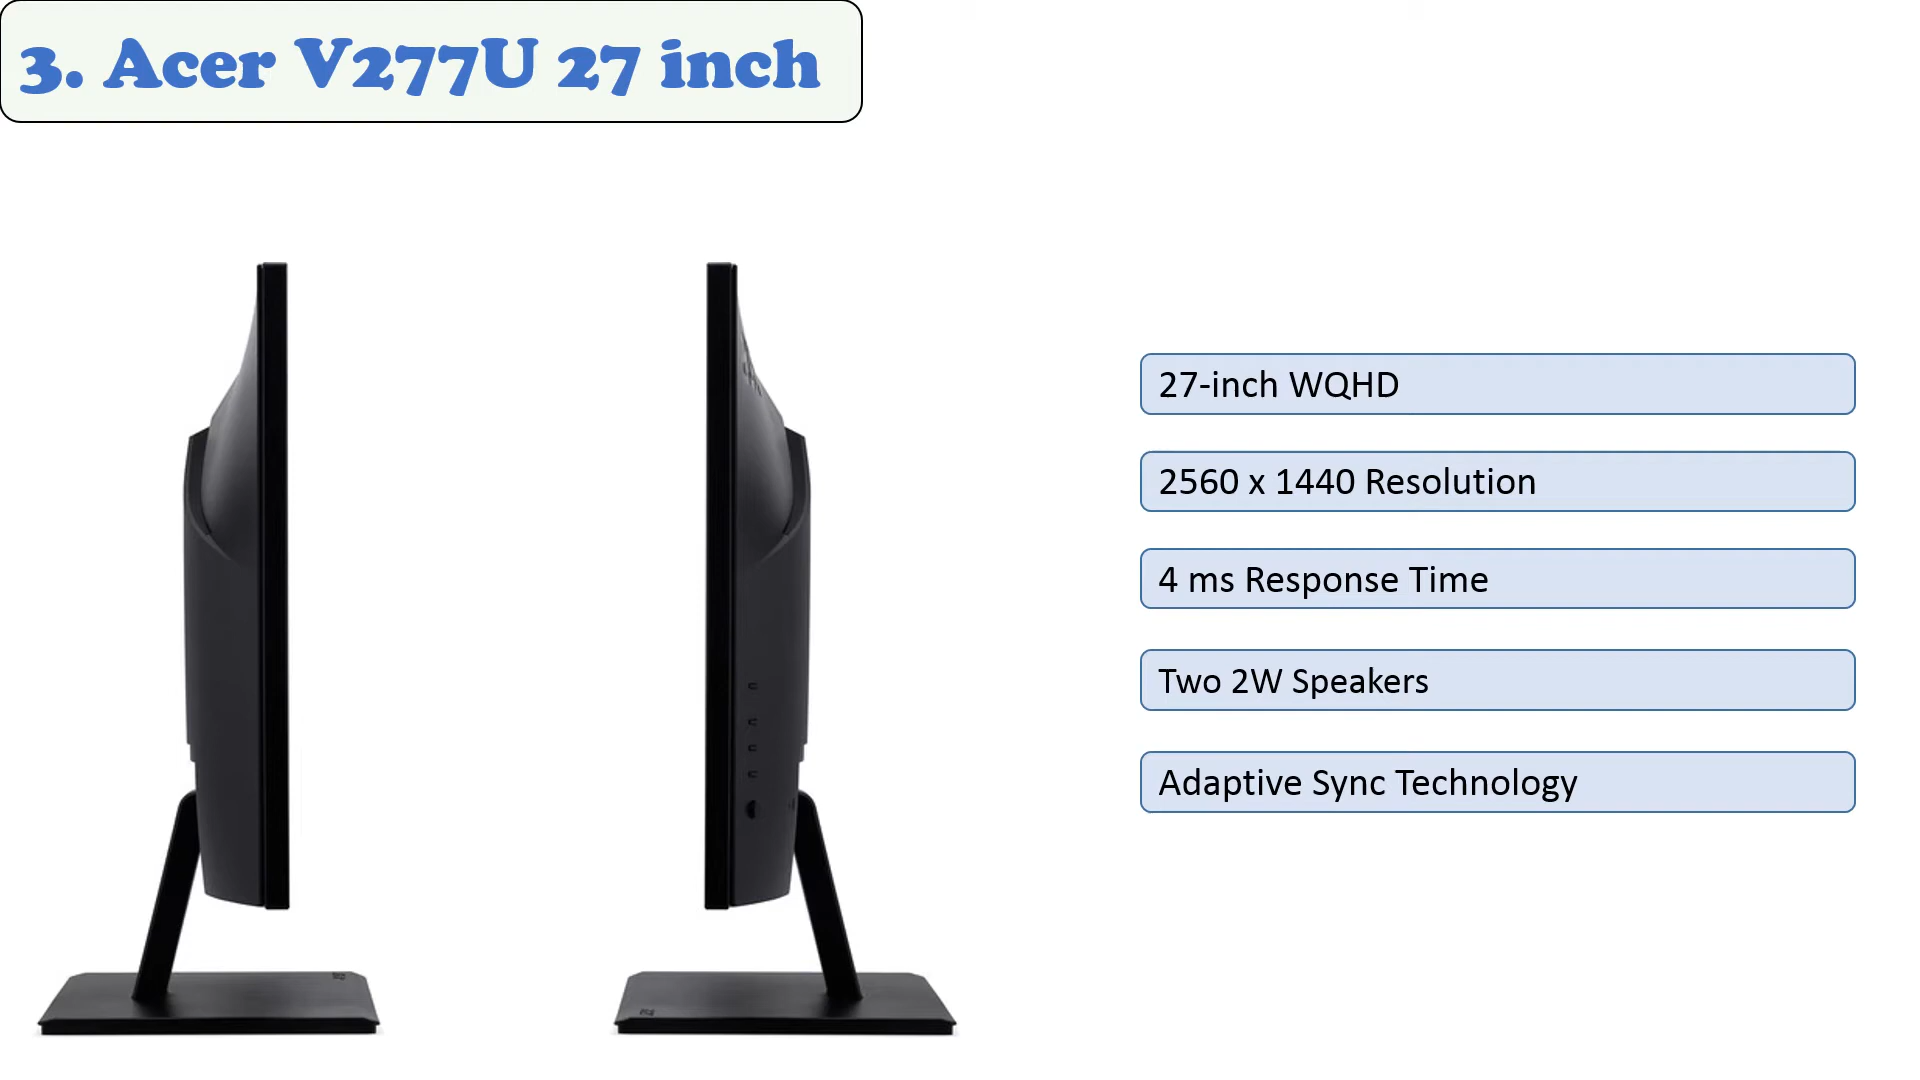 3. Acer V277U 27 inch
27-inch WQHD
2560 x 1440 Resolution
4 ms Response Time
Two 2W Speakers
Adaptive Sync Technology